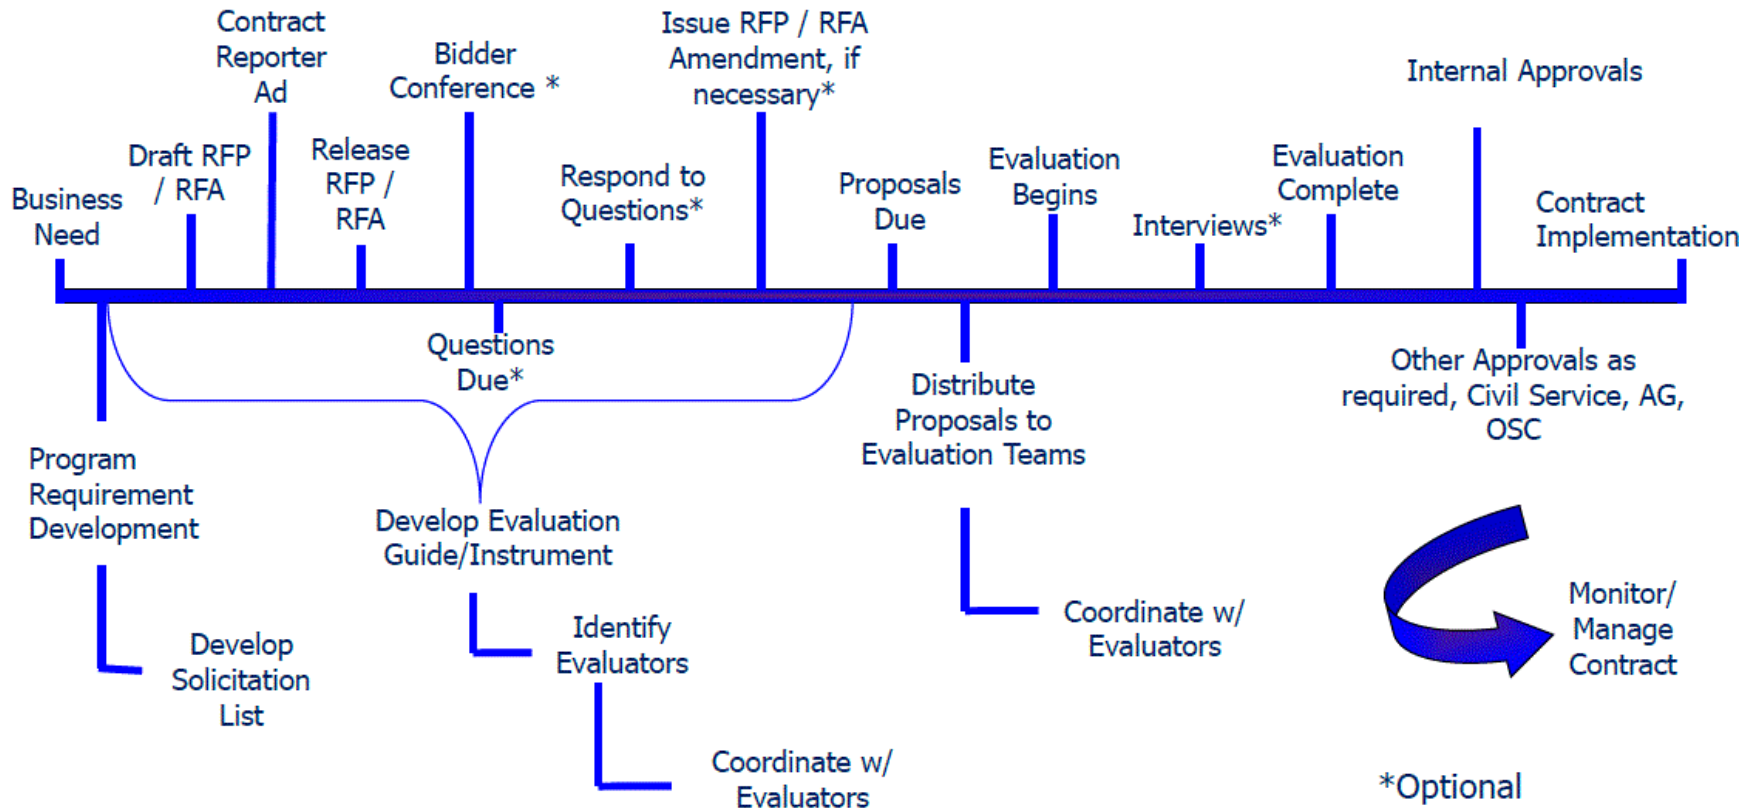 Business
Need
Draft RFP
/ RFA
Contract
Reporter
Ad
Release
RFP /
RFA
Bidder
Conference *
Respond to
Questions*
Issue RFP / RFA
Amendment, if
necessary*
Proposals
Due
Evaluation
Begins
Interviews*
Evaluation
Complete
Internal Approvals
Contract
Implementation
Questions
Due*
Distribute
Proposals to
Evaluation Teams
Other Approvals as
required, Civil Service, AG,
OSC
Program
Requirement
Development
Develop Evaluation
Guide/Instrument
Develop
Solicitation
List
Identify
Evaluators
Coordinate w/
Evaluators
Coordinate w/
Evaluators
Monitor/
Manage
Contract
*Optional